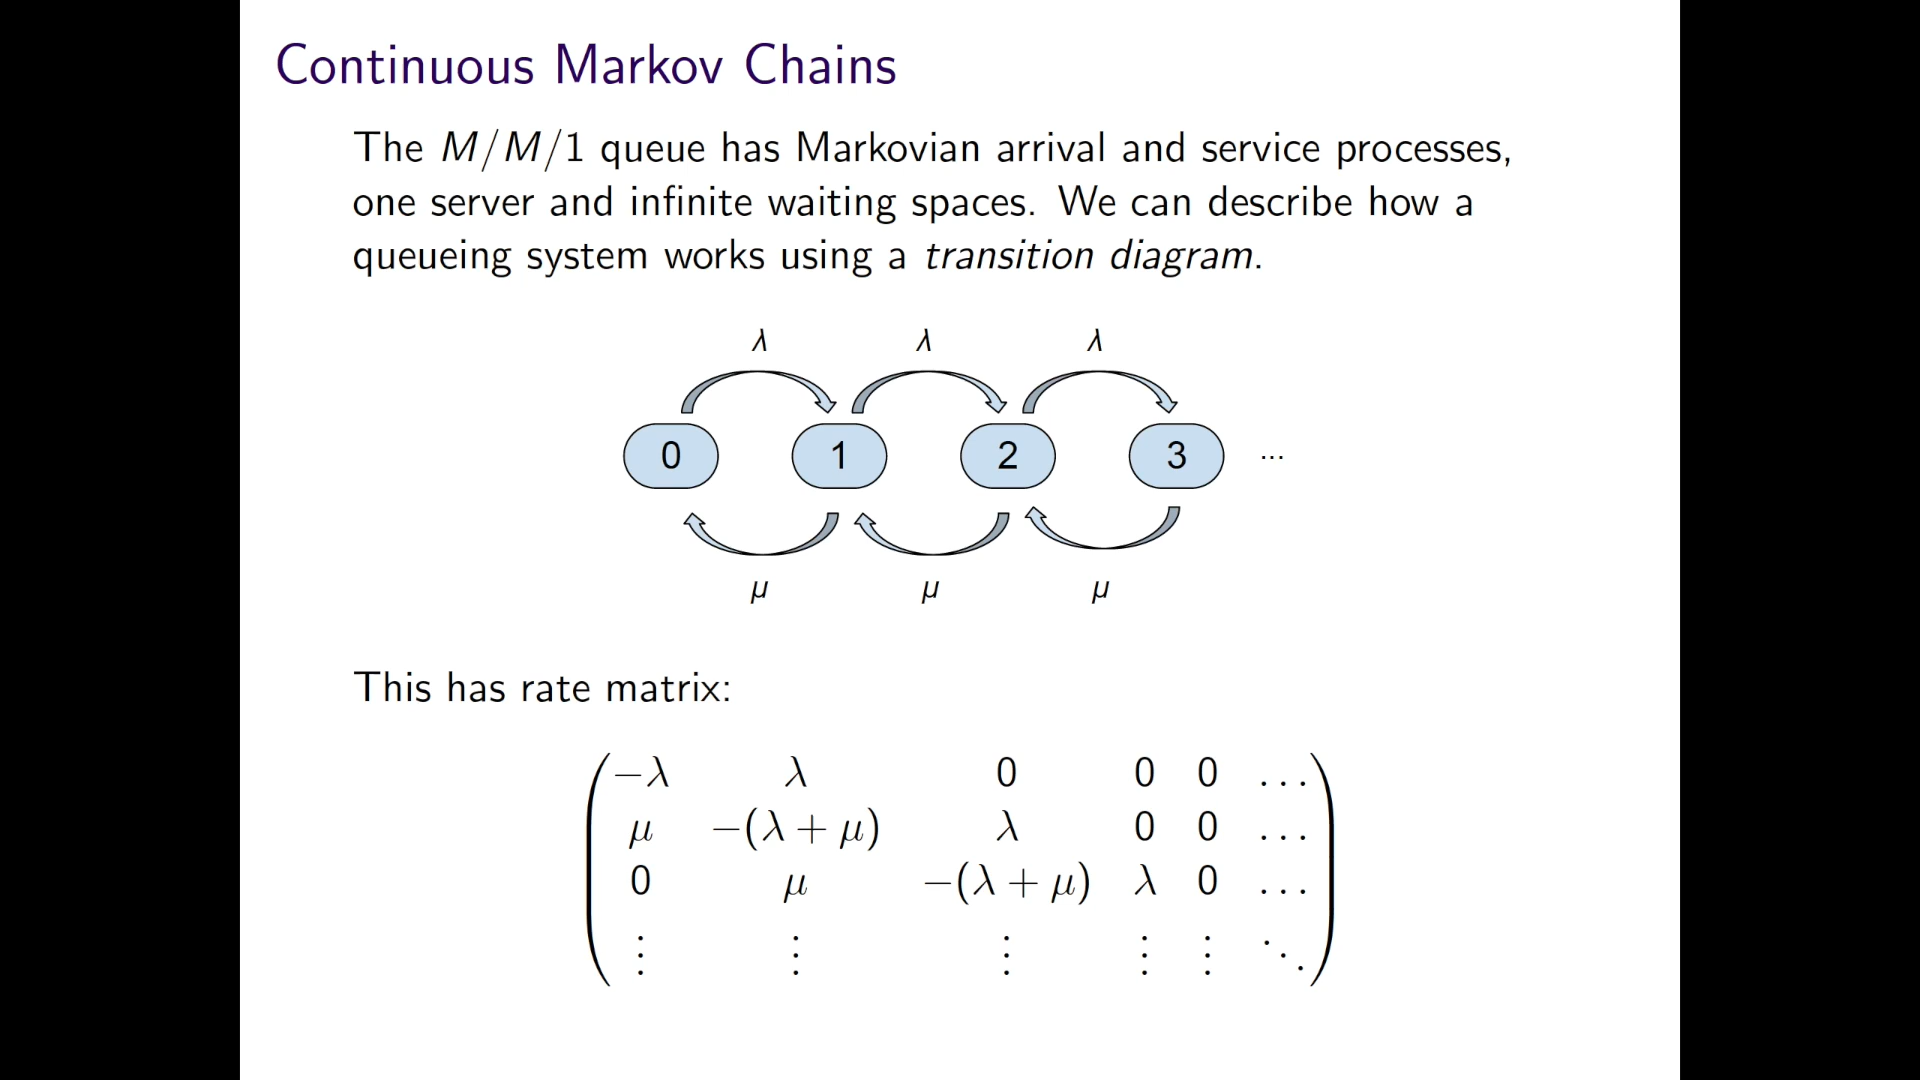 Continuous Markov Chains
The M/M/1 queue has Markovian arrival and service processes,
one server and infinite waiting spaces. We can describe how a
queueing system works using a transition diagram.
λ λ λ
0 1 2 3 ...
μ μ μ
This has rate matrix:
−λ λ 0 0 0 …
μ −(λ + μ) λ 0 0 …
0 μ −(λ + μ) λ 0 …
⋮ ⋮ ⋮ ⋮ ⋮ ⋱